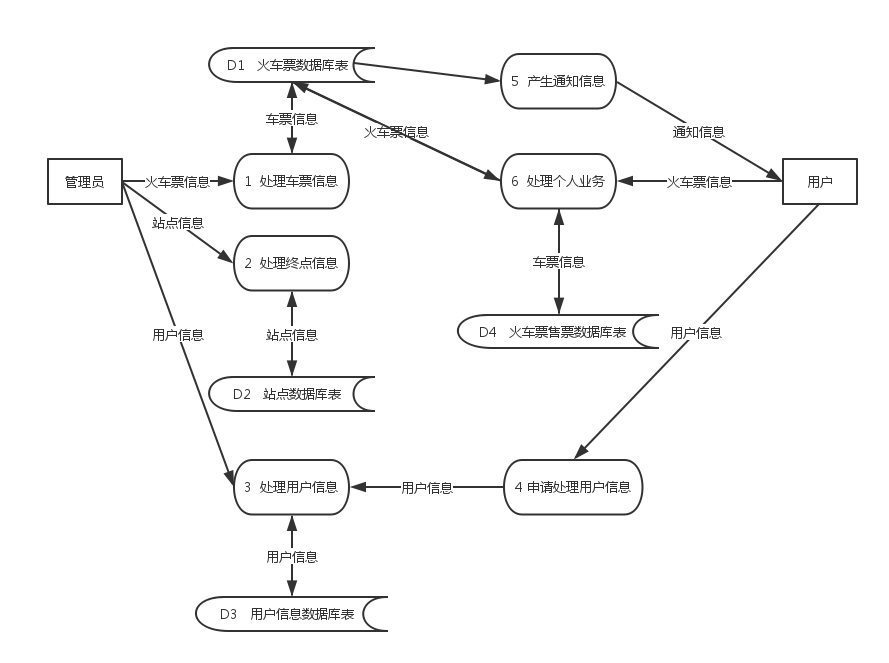 D1 火车票数据库表
5 产生通知信息
车票信息
火车票信息
通知信息
管理员
火车票信息
1 处理车票信息
6 处理个人业务
火车票信息
用户
站点信息
2 处理终点信息
车票信息
用户信息
站点信息
D4 火车票售票数据库表
用户信息
D2 站点数据库表
3 处理用户信息
用户信息
4 申请处理用户信息
用户信息
D3 用户信息数据库表